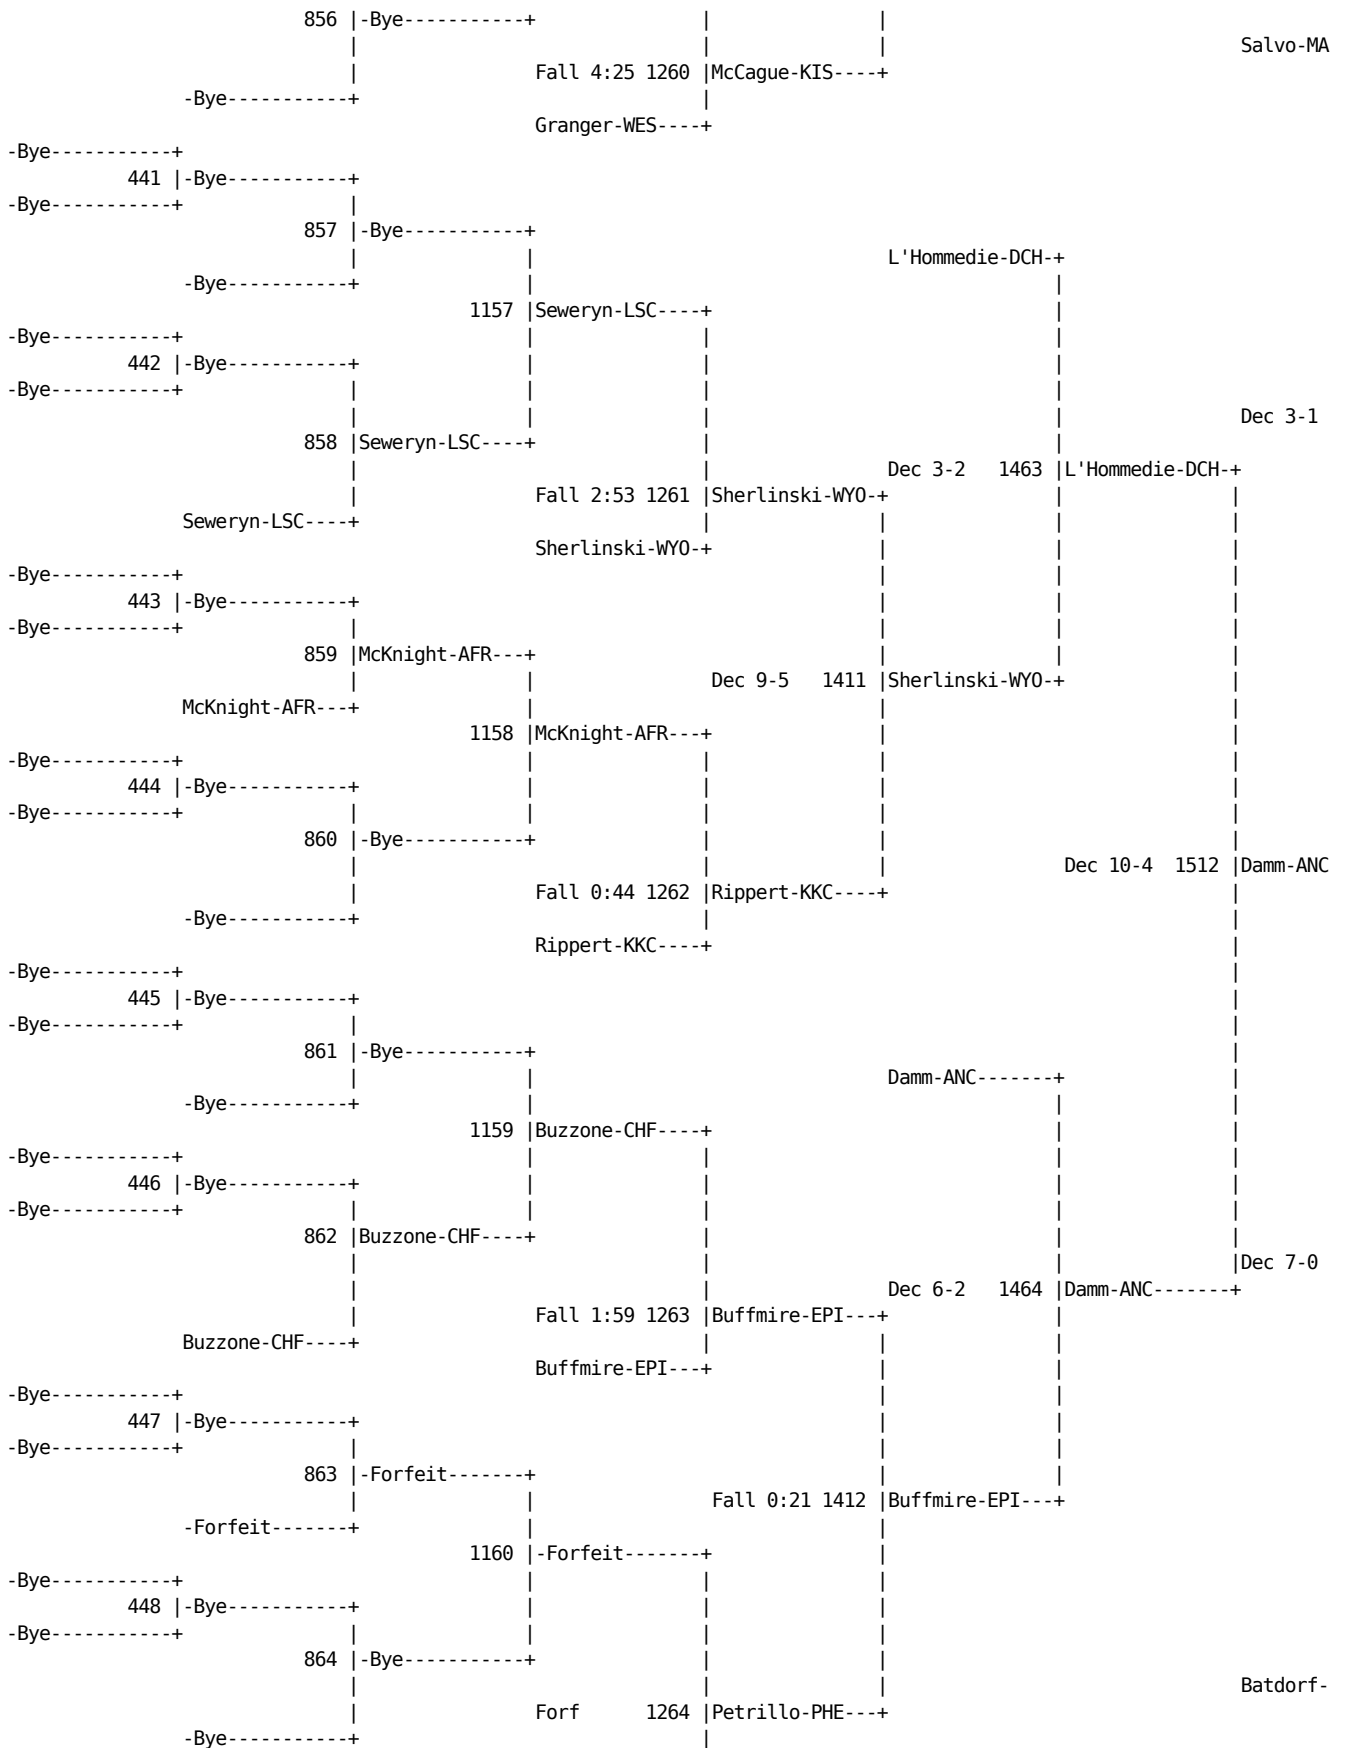 856 |-Bye-----------+ | |
| | | Salvo-MA
| Fall 4:25 1260 |McCague-KIS----+
-Bye-----------+ |
Granger-WES----+
-Bye-----------+
441 |-Bye-----------+
-Bye-----------+ |
857 |-Bye-----------+
| | L'Hommedie-DCH-+
-Bye-----------+ | |
1157 |Seweryn-LSC----+ |
-Bye-----------+ | | |
442 |-Bye-----------+ | | |
-Bye-----------+ | | | |
| | | | Dec 3-1
858 |Seweryn-LSC----+ | |
| | Dec 3-2 1463 |L'Hommedie-DCH-+
| Fall 2:53 1261 |Sherlinski-WYO-+ | |
Seweryn-LSC----+ | | | |
Sherlinski-WYO-+ | | |
-Bye-----------+ | | |
443 |-Bye-----------+ | | |
-Bye-----------+ | | | |
859 |McKnight-AFR---+ | | |
| | Dec 9-5 1411 |Sherlinski-WYO-+ |
McKnight-AFR---+ | | |
1158 |McKnight-AFR---+ | |
-Bye-----------+ | | | |
444 |-Bye-----------+ | | | |
-Bye-----------+ | | | | |
860 |-Bye-----------+ | | |
| | | Dec 10-4 1512 |Damm-ANC
| Fall 0:44 1262 |Rippert-KKC----+ |
-Bye-----------+ | |
Rippert-KKC----+ |
-Bye-----------+ |
445 |-Bye-----------+ |
-Bye-----------+ | |
861 |-Bye-----------+ |
| | Damm-ANC-------+ |
-Bye-----------+ | | |
1159 |Buzzone-CHF----+ | |
-Bye-----------+ | | | |
446 |-Bye-----------+ | | | |
-Bye-----------+ | | | | |
862 |Buzzone-CHF----+ | | |
| | | |Dec 7-0
| | Dec 6-2 1464 |Damm-ANC-------+
| Fall 1:59 1263 |Buffmire-EPI---+ |
Buzzone-CHF----+ | | |
Buffmire-EPI---+ | |
-Bye-----------+ | |
447 |-Bye-----------+ | |
-Bye-----------+ | | |
863 |-Forfeit-------+ | |
| | Fall 0:21 1412 |Buffmire-EPI---+
-Forfeit-------+ | |
1160 |-Forfeit-------+ |
-Bye-----------+ | | |
448 |-Bye-----------+ | | |
-Bye-----------+ | | | |
864 |-Bye-----------+ | |
| | | Batdorf-
| Forf 1264 |Petrillo-PHE---+
-Bye-----------+ |